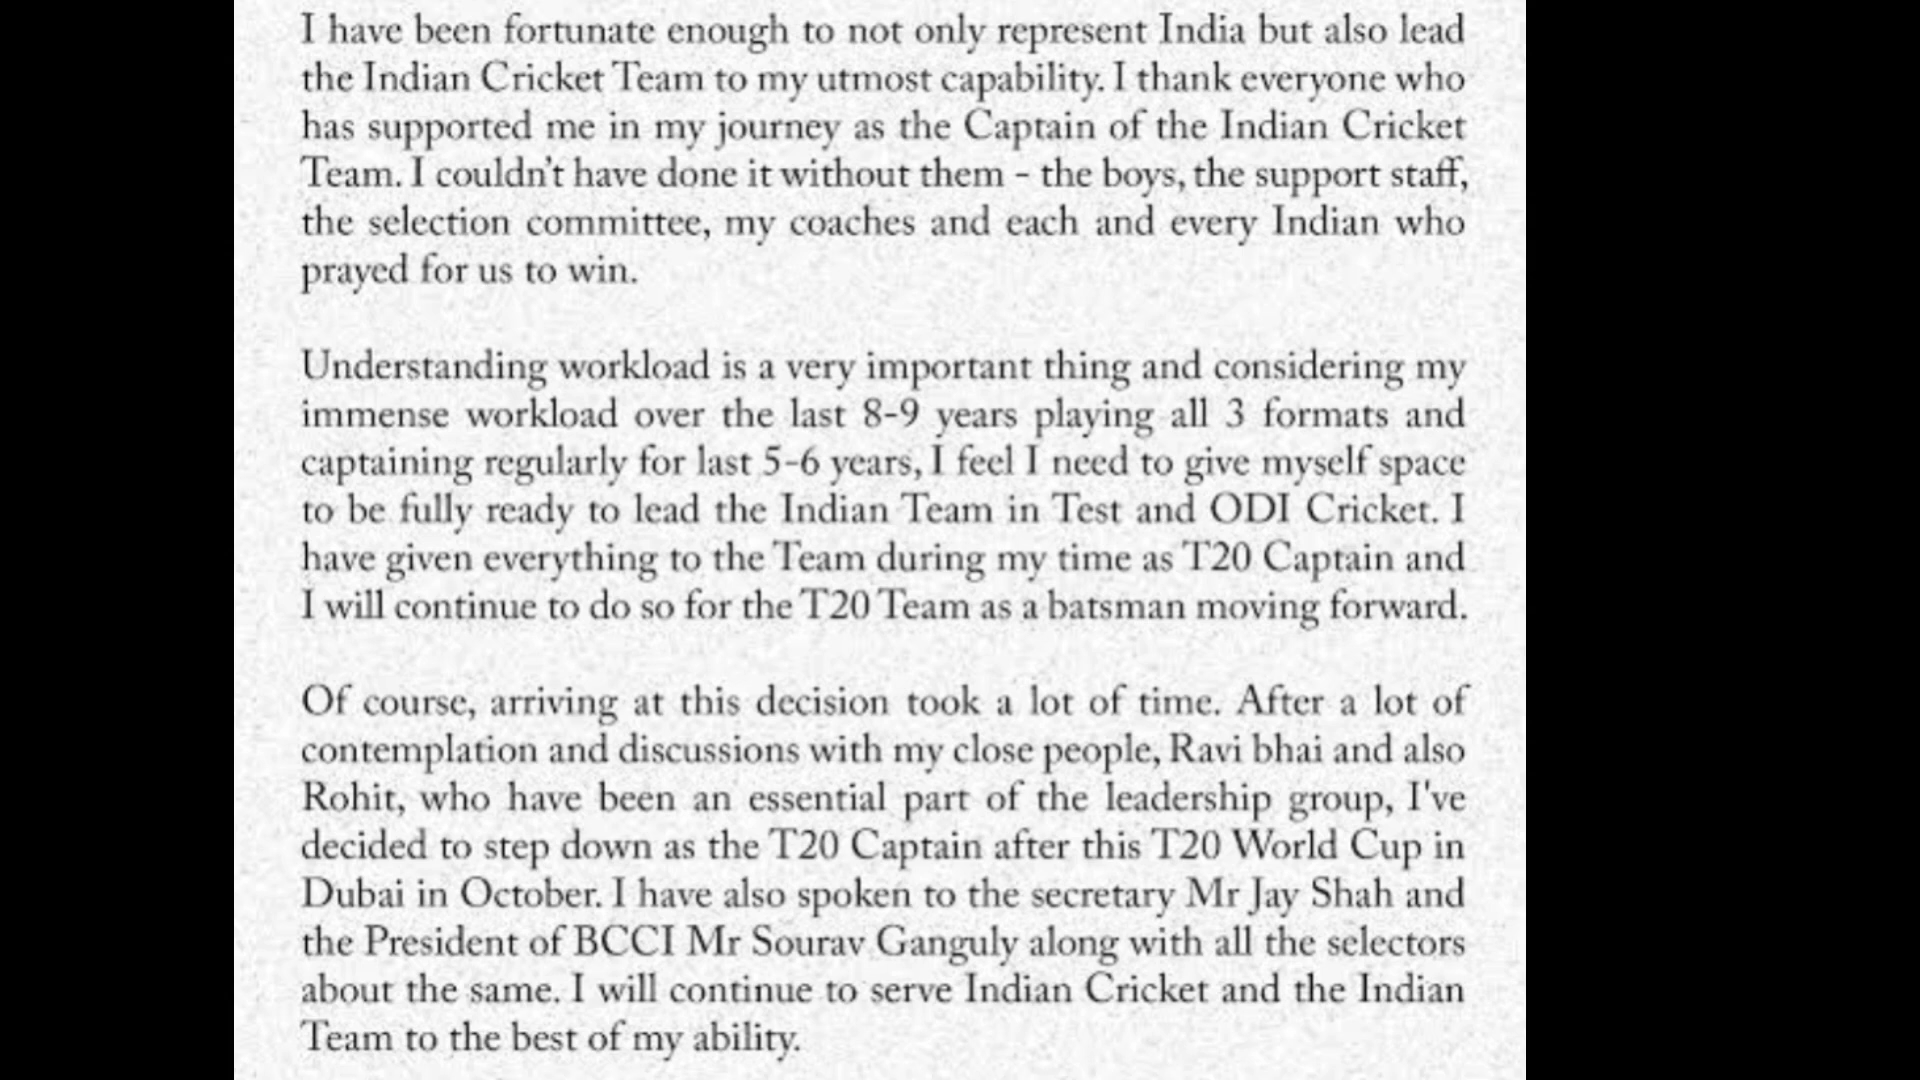 I have been fortunate enough to not only represent India but also lead
the Indian Cricket Team to my utmost capability. I thank everyone who
has supported me in my journey as the Captain of the Indian Cricket
Team. I couldn't have done it without them - the boys, the support staff,
the selection committee, my coaches and each and every Indian who
prayed for us to win.
Understanding workload is a very important thing and considering my
immense workload over the last 8-9 years playing all 3 formats and
captaining regularly for last 5-6 years, I feel I need to give myself space
to be fully ready to lead the Indian Team in Test and ODI Cricket. I
have given everything to the Team during my time as T20 Captain and
I will continue to do so for the T20 Team as a batsman moving forward.
Of course, arriving at this decision took a lot of time. After a lot of
contemplation and discussions with my close people, Ravi bhai and also
Rohit, who have been an essential part of the leadership group, I've
decided to step down as the T20 Captain after this T20 World Cup in
Dubai in October. I have also spoken to the secretary Mr Jay Shah and
the President of BCCI Mr Sourav Ganguly along with all the selectors
about the same. I will continue to serve Indian Cricket and the Indian
Team to the best of my ability.